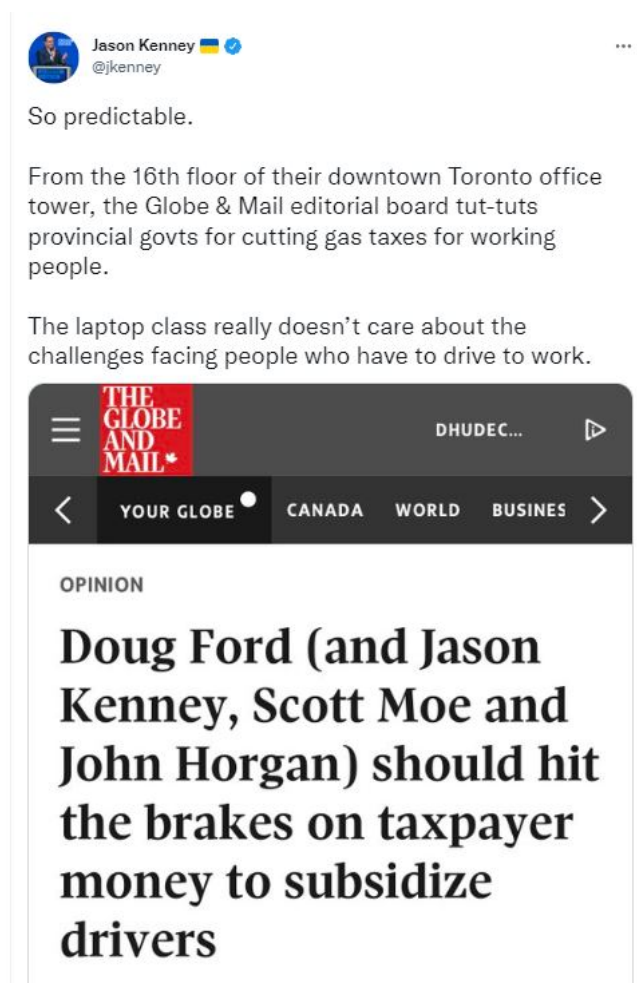 Jason Kenney
@jkenney
So predictable.
From the 16th floor of their downtown Toronto office
tower, the Globe & Mail editorial board tut-tuts
provincial govts for cutting gas taxes for working
people.
The laptop class really doesn’t care about the
challenges facing people who have to drive to work.
THE
GLOBE
AND
MAIL
DHUDEC...
YOUR GLOBE
CANADA
WORLD
BUSINES
OPINION
Doug Ford (and Jason
Kenney, Scott Moe and
John Horgan) should hit
the brakes on taxpayer
money to subsidize
drivers